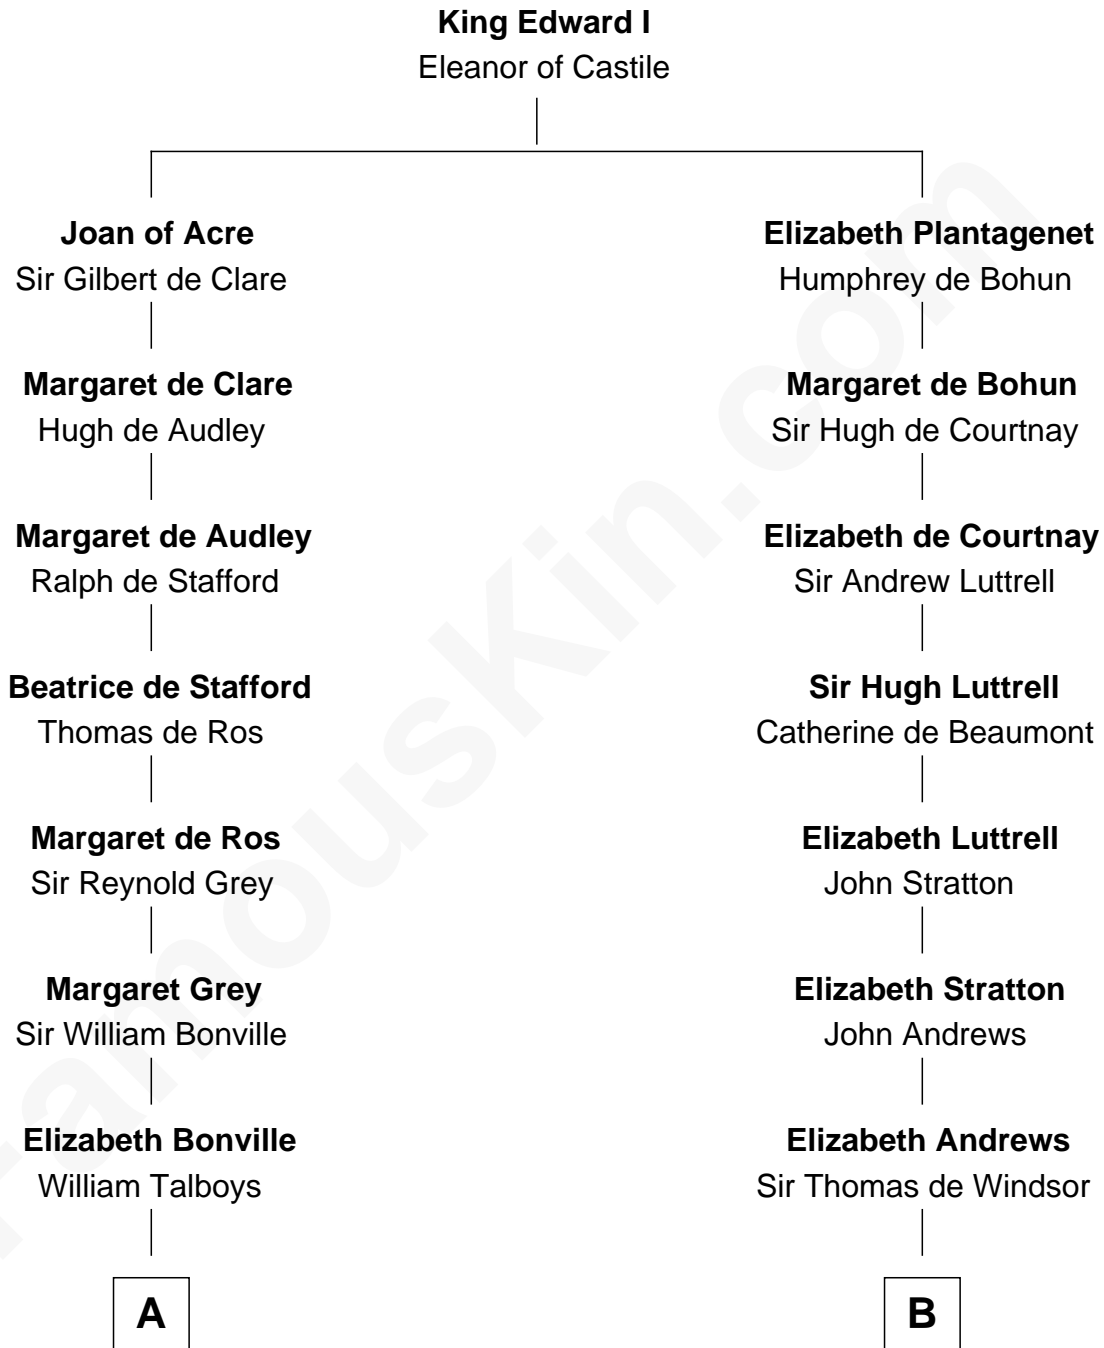 King Edward I
Eleanor of Castile
Joan of Acre
Sir Gilbert de Clare
Elizabeth Plantagenet
Humphrey de Bohun
Margaret de Clare
Hugh de Audley
Margaret de Bohun
Sir Hugh de Courtnay
Margaret de Audley
Ralph de Stafford
Elizabeth de Courtnay
Sir Andrew Luttrell
Beatrice de Stafford
Thomas de Ros
Sir Hugh Luttrell
Catherine de Beaumont
Margaret de Ros
Sir Reynold Grey
Elizabeth Luttrell
John Stratton
Margaret Grey
Sir William Bonville
Elizabeth Stratton
John Andrews
Elizabeth Bonville
William Talboys
Elizabeth Andrews
Sir Thomas de Windsor
A
B
FamousKin.com